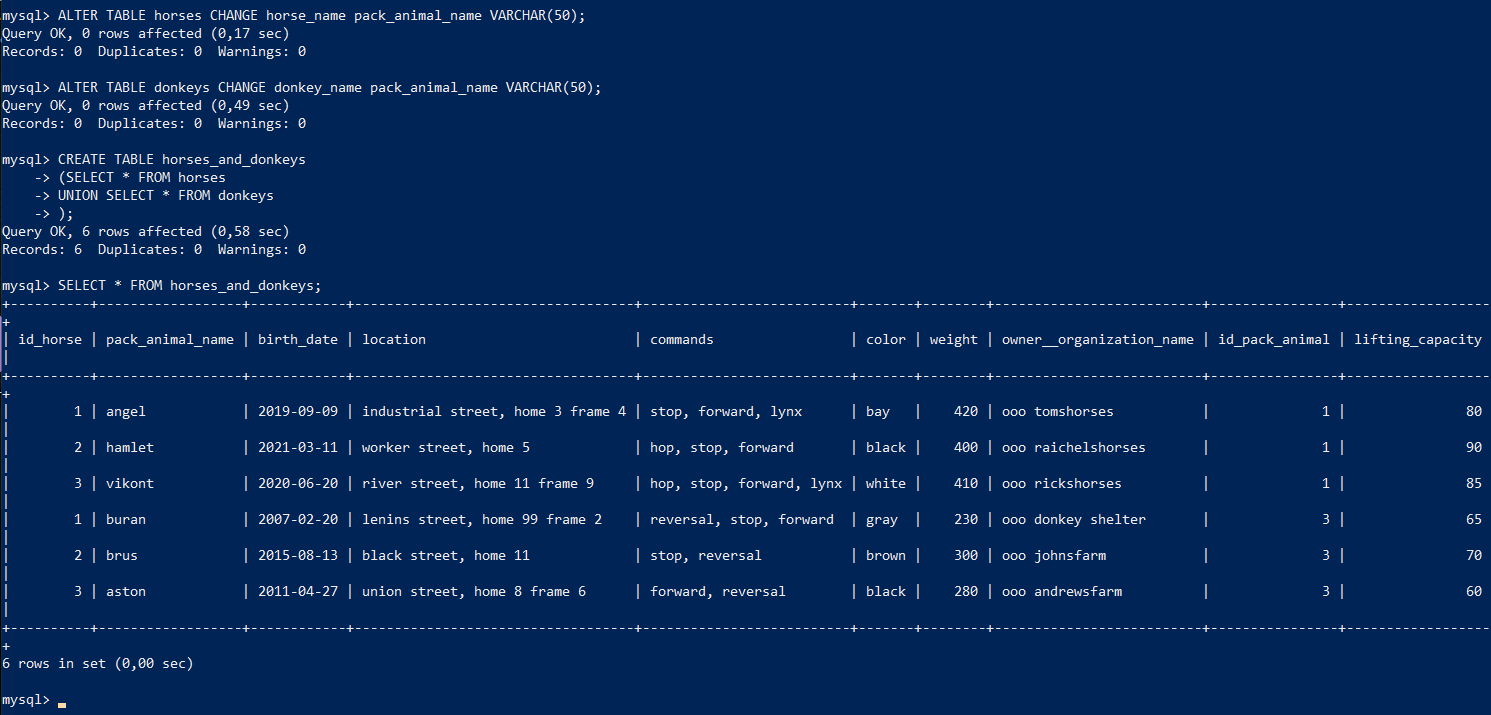 mysql> ALTER TABLE horses CHANGE horse_name pack_animal_name VARCHAR(50);
Query OK, 0 rows affected (0,17 sec)
Records: 0  Duplicates: 0  Warnings: 0

mysql> ALTER TABLE donkeys CHANGE donkey_name pack_animal_name VARCHAR(50);
Query OK, 0 rows affected (0,49 sec)
Records: 0  Duplicates: 0  Warnings: 0

mysql> CREATE TABLE horses_and_donkeys
    -> (SELECT * FROM horses
    -> UNION SELECT * FROM donkeys
    -> );
Query OK, 6 rows affected (0,58 sec)
Records: 6  Duplicates: 0  Warnings: 0

mysql> SELECT * FROM horses_and_donkeys;
+----------+------------------+------------+-----------------------------------+--------------------------+-------+--------+--------------------------+----------------+------------------
+
| id_horse | pack_animal_name | birth_date | location                          | commands                 | color | weight | owner__organization_name | id_pack_animal | lifting_capacity
|
+----------+------------------+------------+-----------------------------------+--------------------------+-------+--------+--------------------------+----------------+------------------
+
|        1 | angel            | 2019-09-09 | industrial street, home 3 frame 4 | stop, forward, lynx      | bay   |    420 | ooo tomshorses           |              1 |               80
|
|        2 | hamlet           | 2021-03-11 | worker street, home 5             | hop, stop, forward       | black |    400 | ooo raichelshorses       |              1 |               90
|
|        3 | vikont           | 2020-06-20 | river street, home 11 frame 9     | hop, stop, forward, lynx | white |    410 | ooo rickshorses          |              1 |               85
|
|        1 | buran            | 2007-02-20 | lenins street, home 99 frame 2    | reversal, stop, forward  | gray  |    230 | ooo donkey shelter       |              3 |               65
|
|        2 | brus             | 2015-08-13 | black street, home 11             | stop, reversal           | brown |    300 | ooo johnsfarm            |              3 |               70
|
|        3 | aston            | 2011-04-27 | union street, home 8 frame 6      | forward, reversal        | black |    280 | ooo andrewsfarm          |              3 |               60
|
+----------+------------------+------------+-----------------------------------+--------------------------+-------+--------+--------------------------+----------------+------------------
+
6 rows in set (0,00 sec)

mysql>